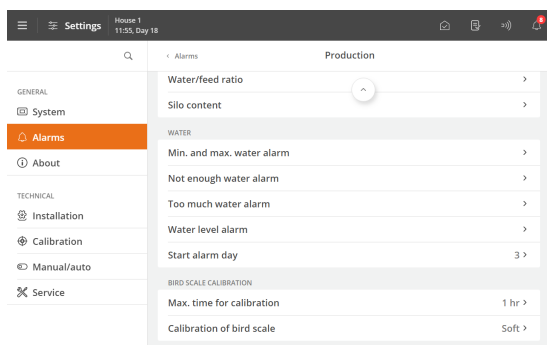 Settings
House 1
11:55, Day 18
8
< Alarms
Production
GENERAL
System
Alarms
About
TECHNICAL
Installation
Calibration
Manual/auto
Service
Water/feed ratio
Silo content
WATER
Min. and max. water alarm
Not enough water alarm
Too much water alarm
Water level alarm
Start alarm day 3
BIRD SCALE CALIBRATION
Max. time for calibration 1 hr
Calibration of bird scale Soft